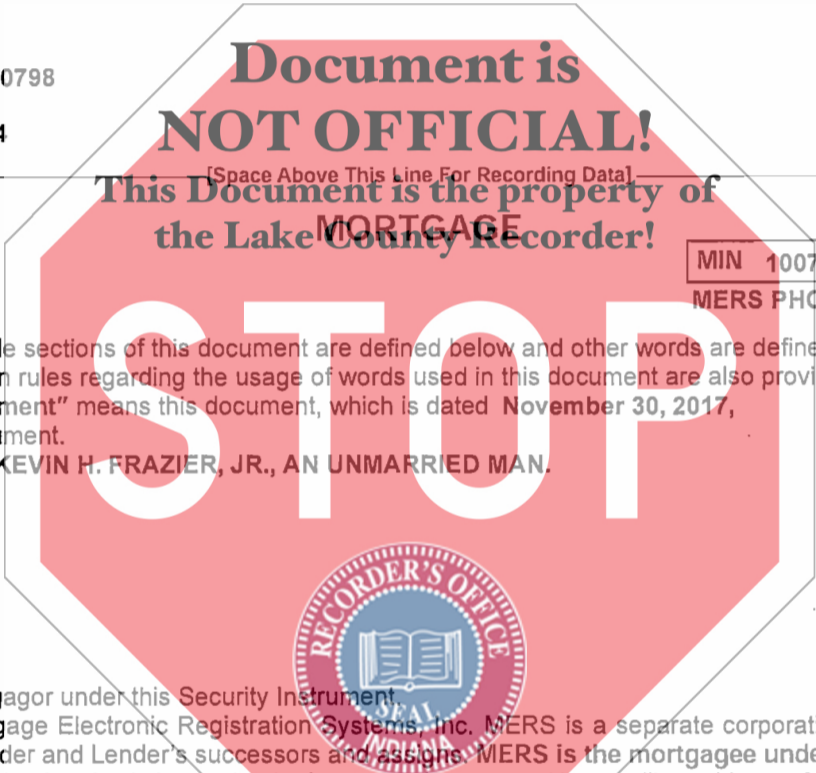 0798
4
Document is
NOT OFFICIAL!
[Space Above This Line For Recording Data]
This Document is the property of
MORTGAGE
the Lake County Recorder!
MIN 1007
MERS PHO
STOP
le sections of this document are defined below and other words are define
n rules regarding the usage of words used in this document are also provi
ment” means this document, which is dated November 30, 2017,
ment.
KEVIN H. FRAZIER, JR., AN UNMARRIED MAN.
RECORDER'S OFFICE
SEAL
INDIANA
agor under this Security Instrument.
gage Electronic Registration Systems, Inc. MERS is a separate corporat
der and Lender's successors and assigns. MERS is the mortgagee unde